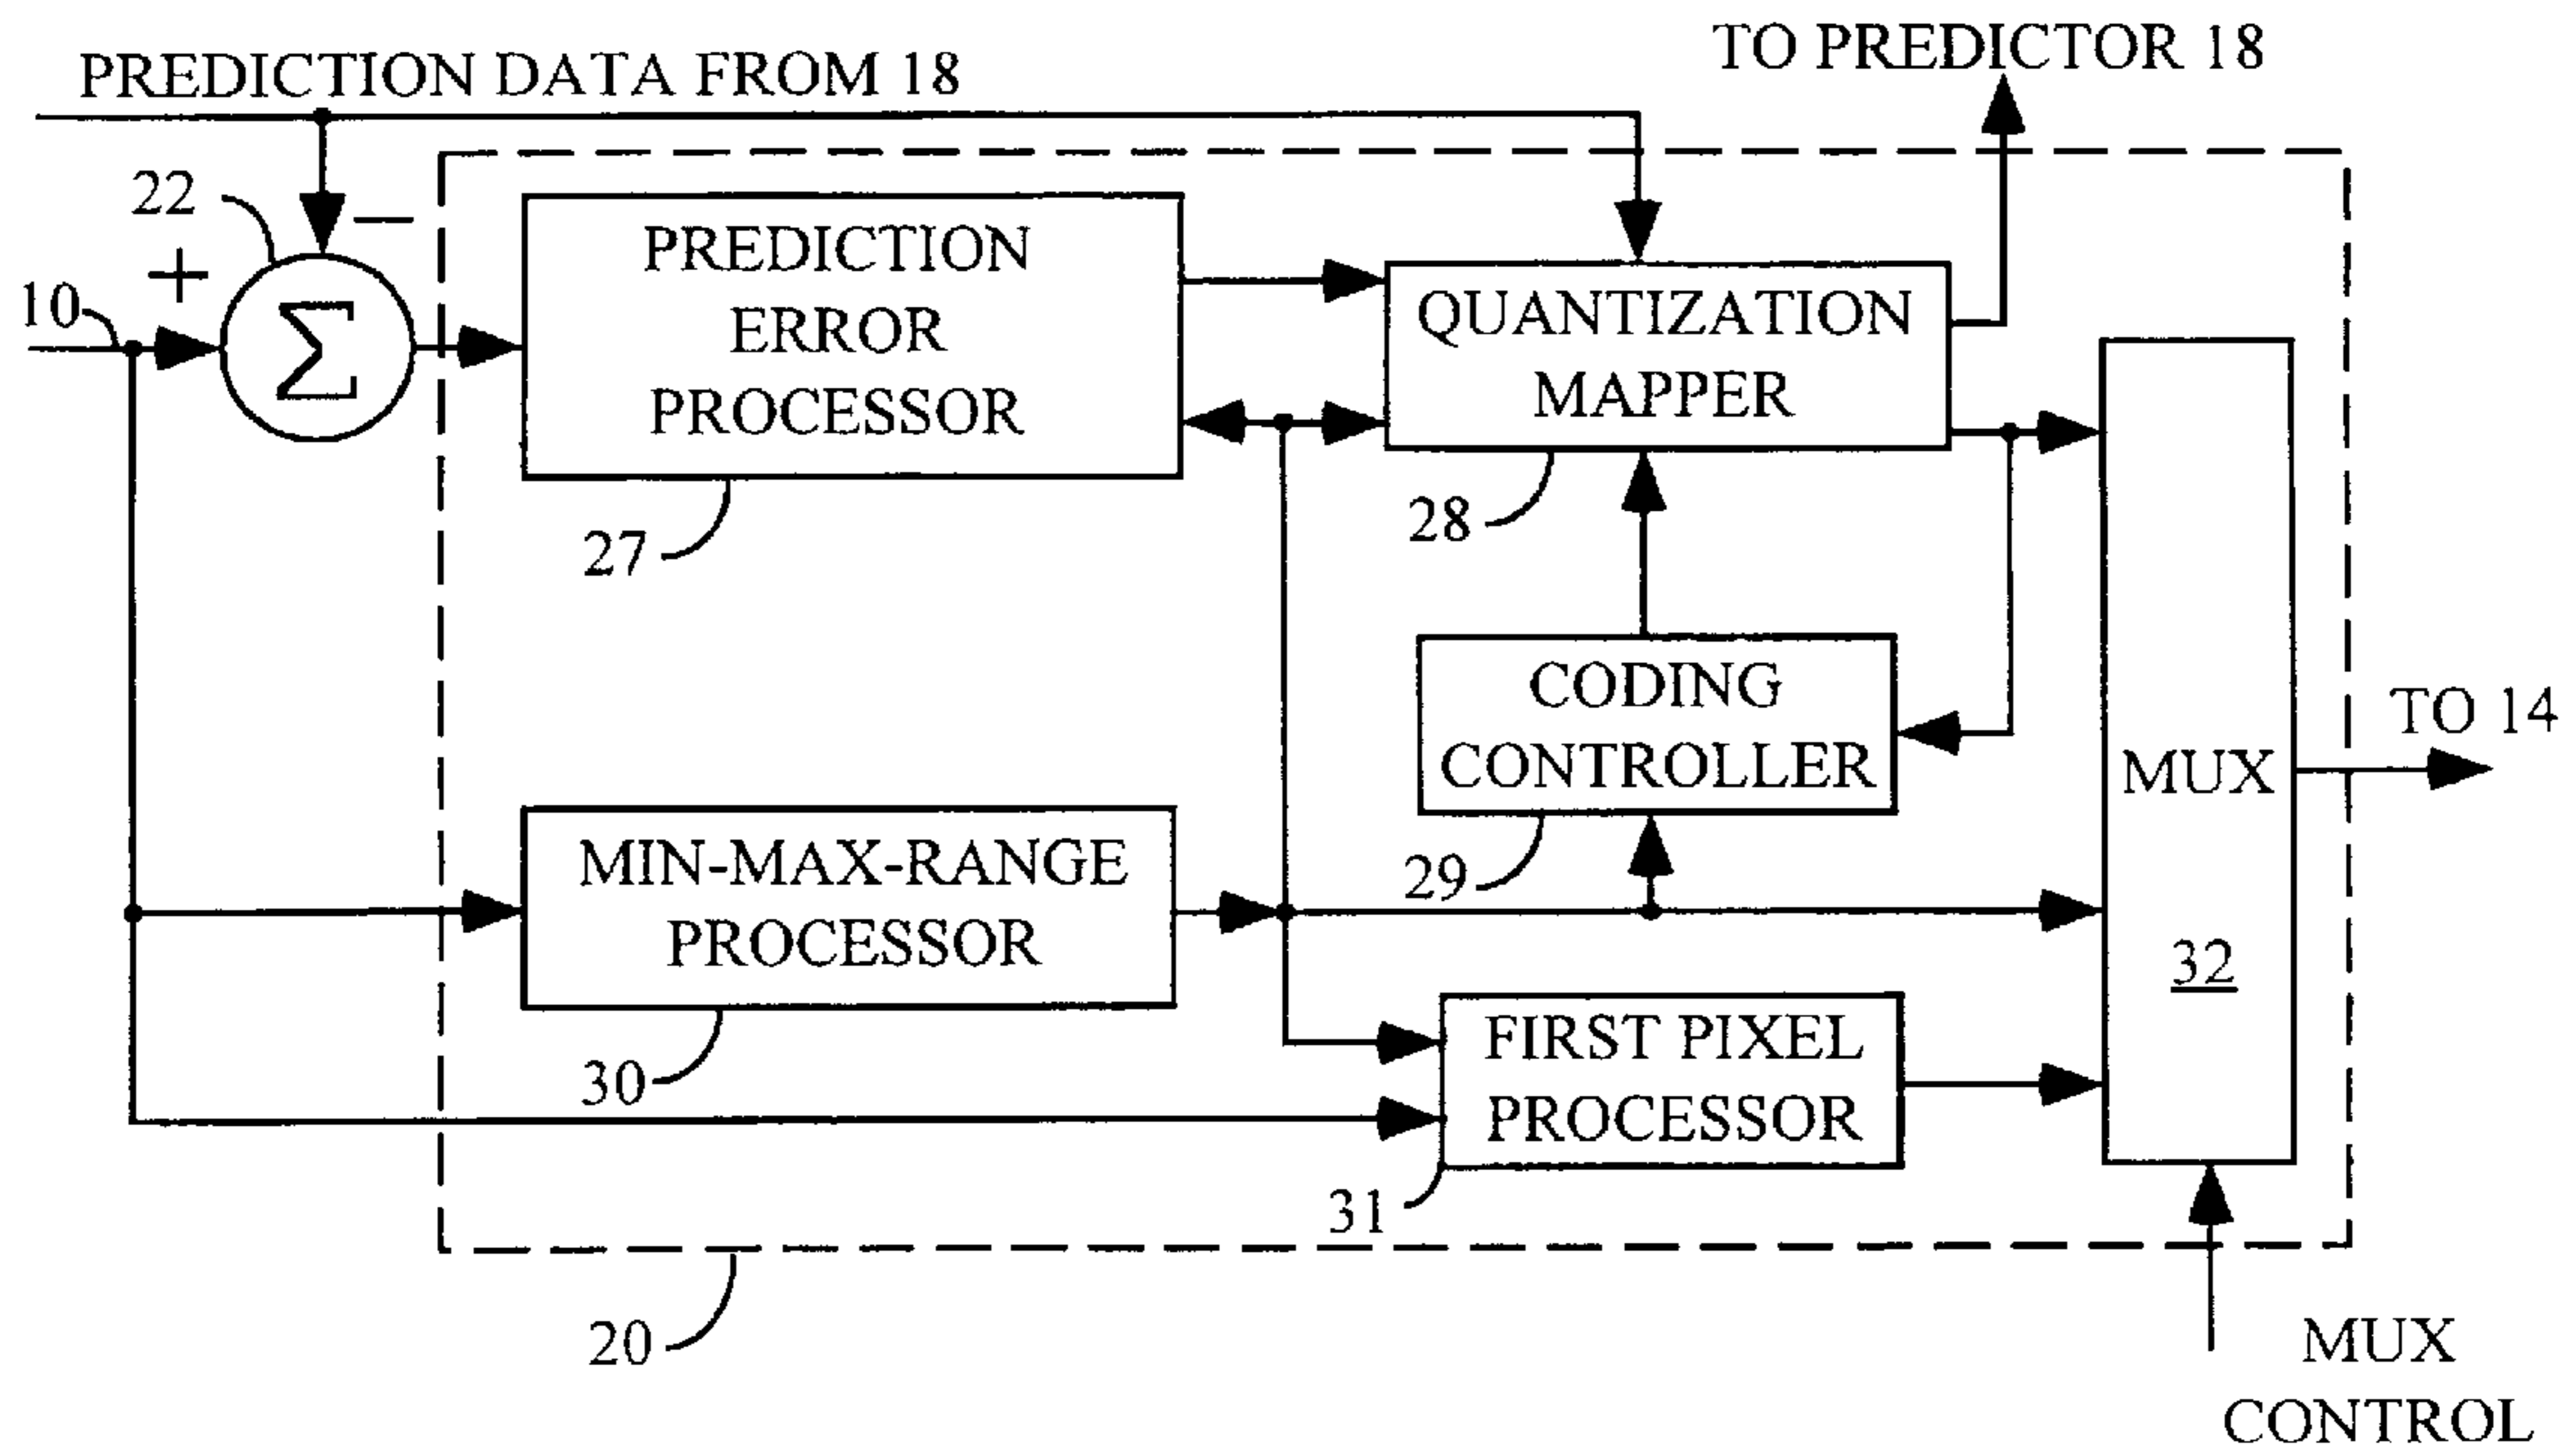 TO PREDICTOR 18
PREDICTION DATA FROM 18
22
−
+
10
Σ
PREDICTION
ERROR
PROCESSOR
27
QUANTIZATION
MAPPER
28
CODING
CONTROLLER
29
MUX
32
TO 14
MIN-MAX-RANGE
PROCESSOR
30
FIRST PIXEL
PROCESSOR
31
20
MUX
CONTROL